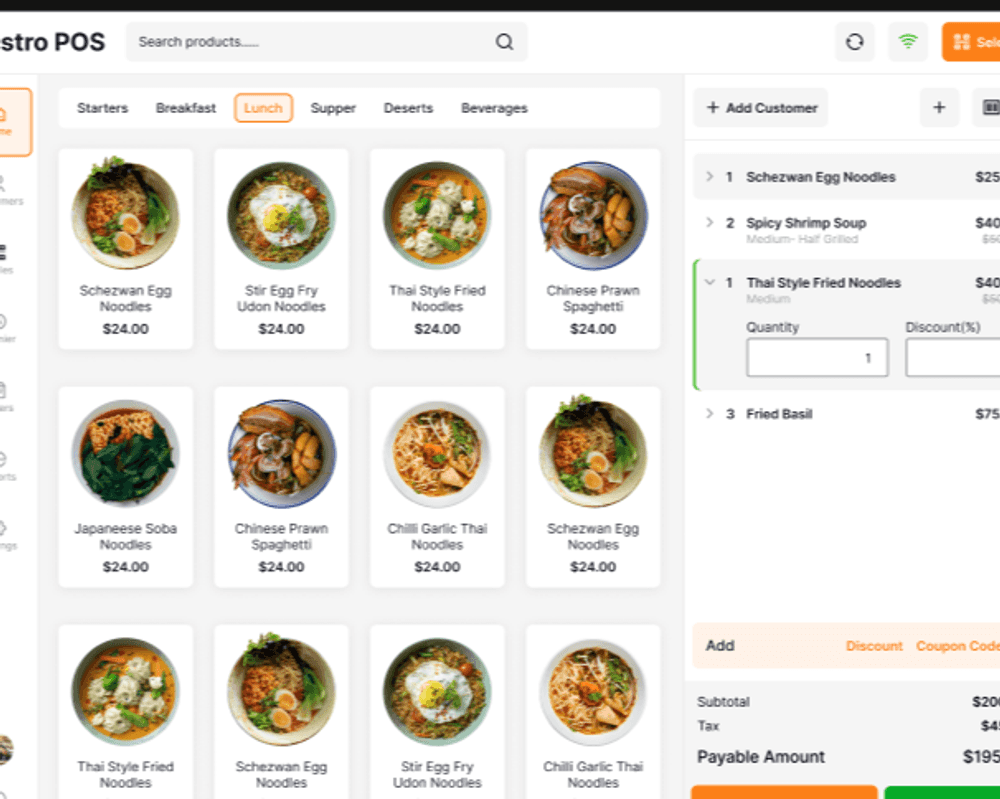 stro POS
Search products......
Sele
Starters Breakfast Lunch Supper Deserts Beverages
+ Add Customer
+
me
mers
les
hier
ers
orts
ngs
Schezwan Egg
Noodles
$24.00
Stir Egg Fry
Udon Noodles
$24.00
Thai Style Fried
Noodles
$24.00
Chinese Prawn
Spaghetti
$24.00
Japaneese Soba
Noodles
$24.00
Chinese Prawn
Spaghetti
$24.00
Chilli Garlic Thai
Noodles
$24.00
Schezwan Egg
Noodles
$24.00
Thai Style Fried
Noodles
Schezwan Egg
Noodles
Stir Egg Fry
Udon Noodles
Chilli Garlic Thai
Noodles
> 1 Schezwan Egg Noodles $25
> 2 Spicy Shrimp Soup $40
Medium- Half Grilled
1 Thai Style Fried Noodles $40
Medium
Quantity Discount(%)
1
> 3 Fried Basil $75
Add Discount Coupon Code
Subtotal $200
Tax $45
Payable Amount $195